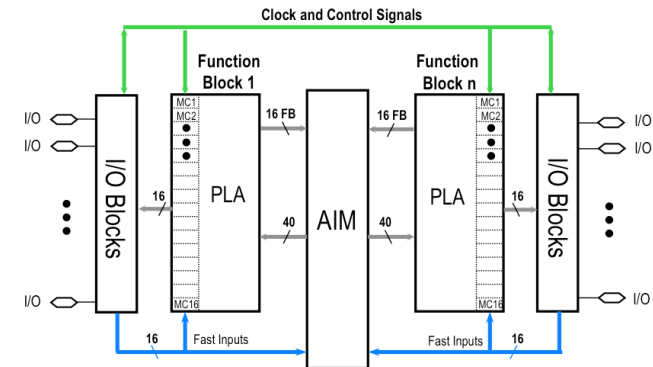 Clock and Control Signals
Function
Block 1
Function
Block n
MC1
MC2
16 FB
16 FB
MC1
MC2
I/O
I/O
I/O
I/O
I/O Blocks
16
PLA
40
AIM
40
PLA
16
I/O Blocks
I/O
MC16
MC16
I/O
16
Fast Inputs
Fast Inputs
16